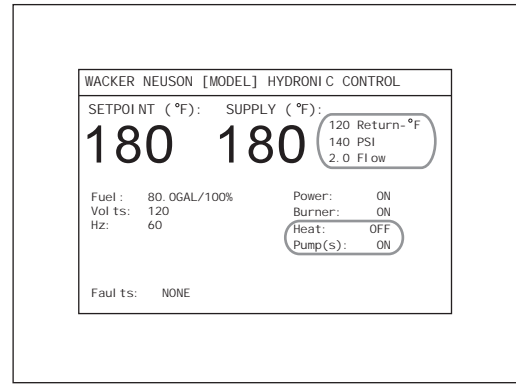 WACKER NEUSON [MODEL] HYDRONIC CONTROL
SETPOINT (°F): SUPPLY (°F):
180 180
120 Return-°F
140 PSI
2.0 Flow
Fuel: 80.0GAL/100% Power: ON
Volts: 120 Burner: ON
Hz: 60 Heat: OFF
Pump(s): ON
Faults: NONE